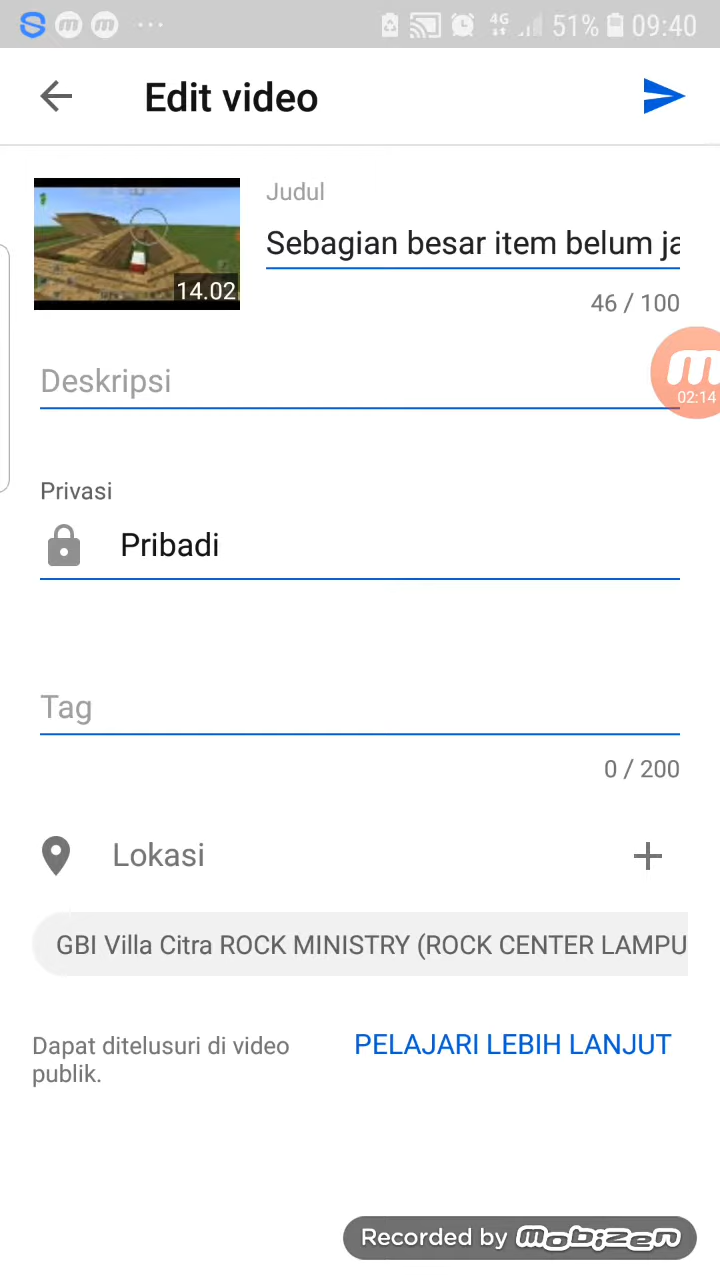 4G 51% 09:40
Edit video
Judul
Sebagian besar item belum ja
14.02
46 / 100
Deskripsi
02:14
Privasi
Pribadi
Tag
0 / 200
Lokasi
GBI Villa Citra ROCK MINISTRY (ROCK CENTER LAMPU
Dapat ditelusuri di video
publik.
PELAJARI LEBIH LANJUT
Recorded by mobizen